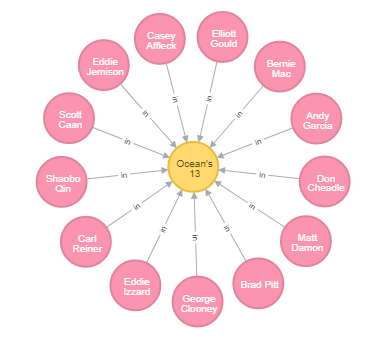 Casey
Affleck
Elliott
Gould
Eddie
Jemison
Bernie
Mac
in
in
in
in
Scott
Caan
Andy
Garcia
in
in
Ocean's
13
Shaobo
Qin
in
in
Don
Cheadle
in
in
Carl
Reiner
Matt
Damon
in
in
in
Eddie
Izzard
George
Clooney
Brad Pitt